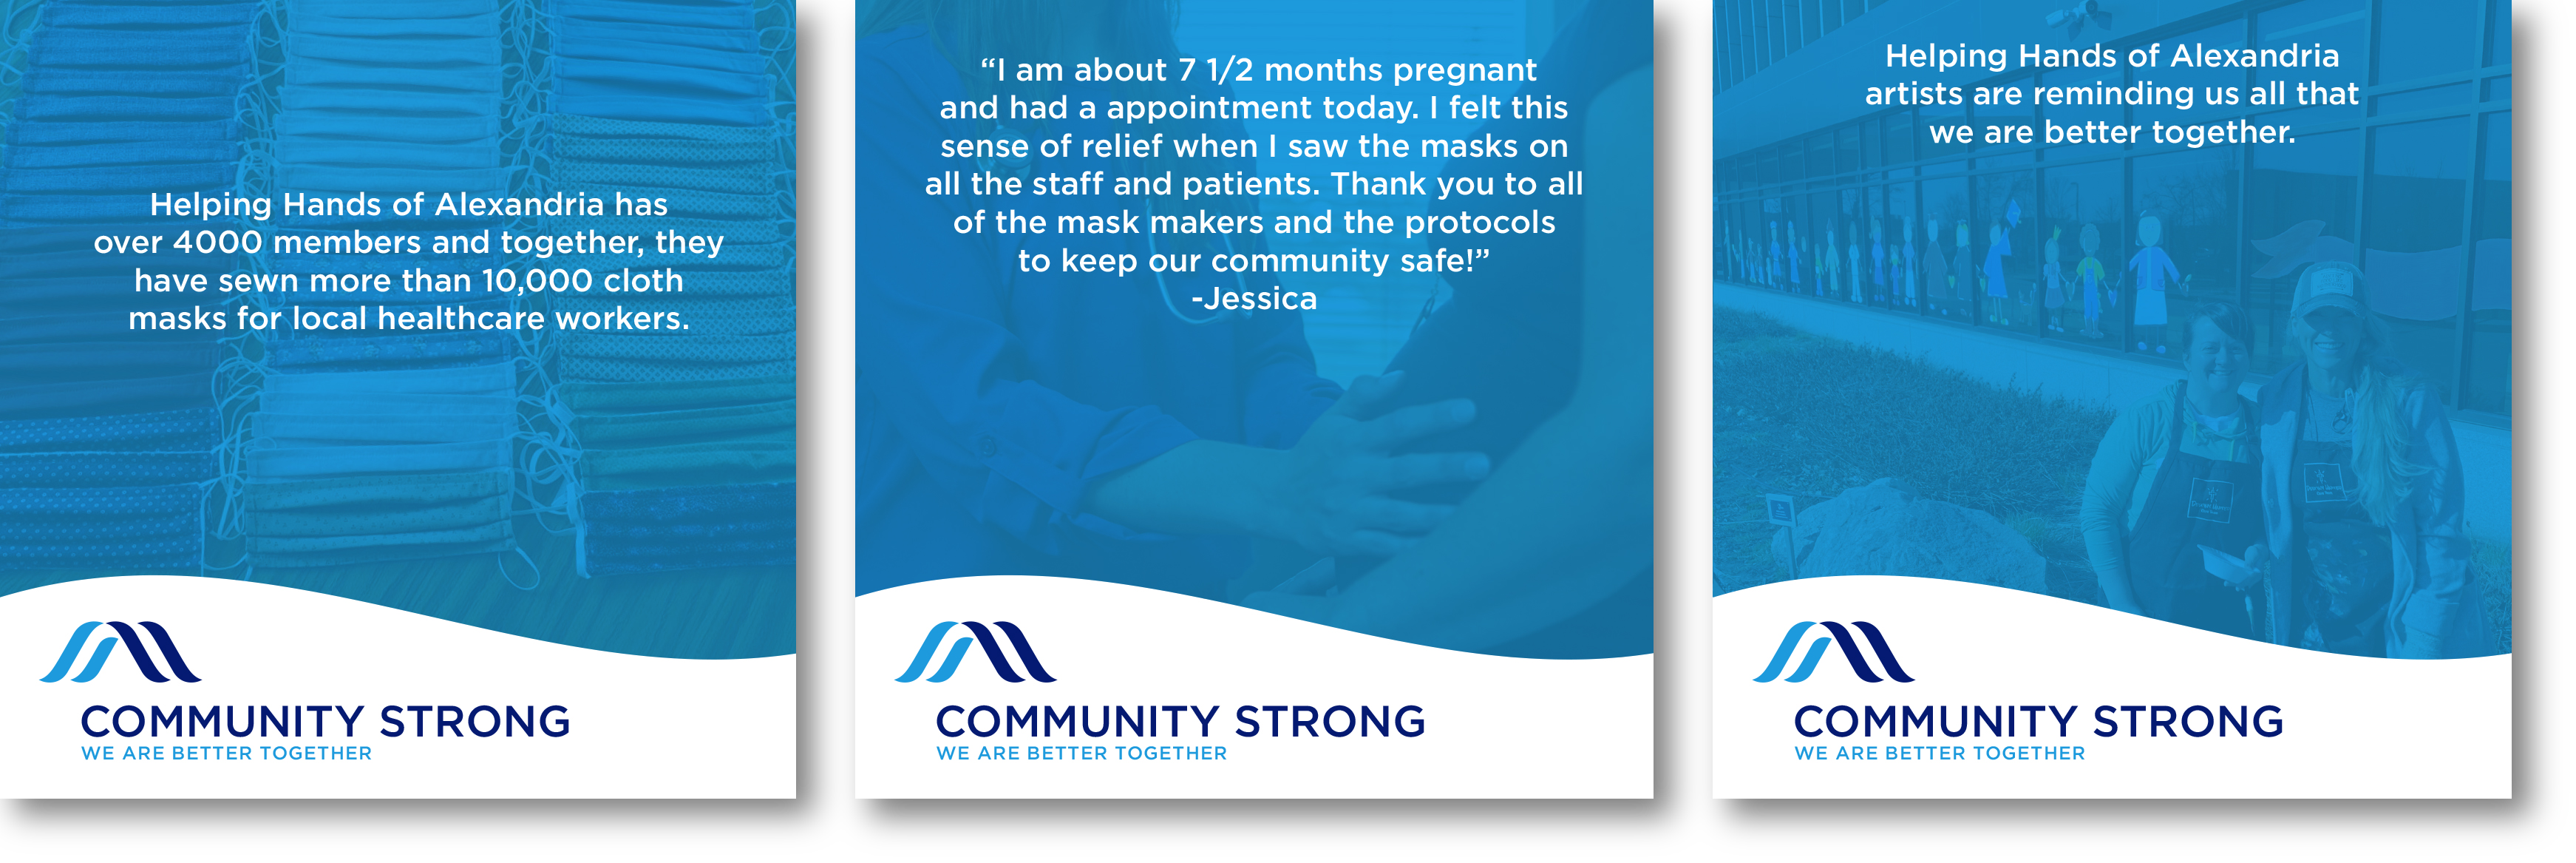 Helping Hands of Alexandria has
over 4000 members and together, they
have sewn more than 10,000 cloth
masks for local healthcare workers.
COMMUNITY STRONG
WE ARE BETTER TOGETHER
“I am about 7 1/2 months pregnant
and had a appointment today. I felt this
sense of relief when I saw the masks on
all the staff and patients. Thank you to all
of the mask makers and the protocols
to keep our community safe!”
-Jessica
COMMUNITY STRONG
WE ARE BETTER TOGETHER
Helping Hands of Alexandria
artists are reminding us all that
we are better together.
COMMUNITY STRONG
WE ARE BETTER TOGETHER